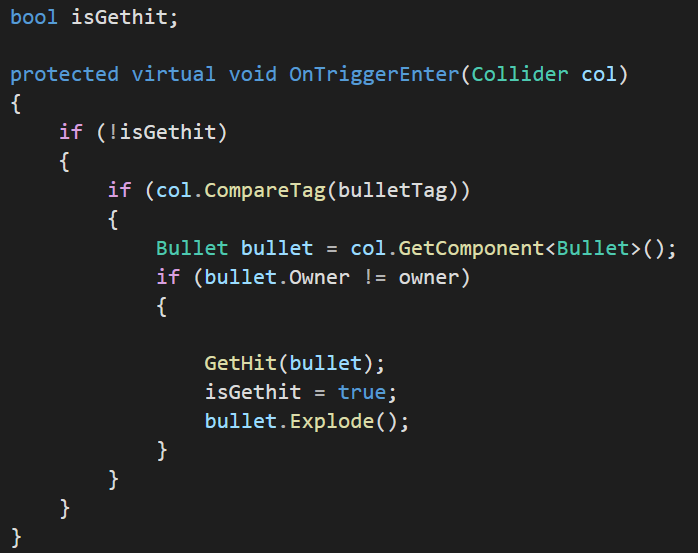 bool isGethit;

protected virtual void OnTriggerEnter(Collider col)
{
    if (!isGethit)
    {
        if (col.CompareTag(bulletTag))
        {
            Bullet bullet = col.GetComponent<Bullet>();
            if (bullet.Owner != owner)
            {

                GetHit(bullet);
                isGethit = true;
                bullet.Explode();
            }
        }
    }
}